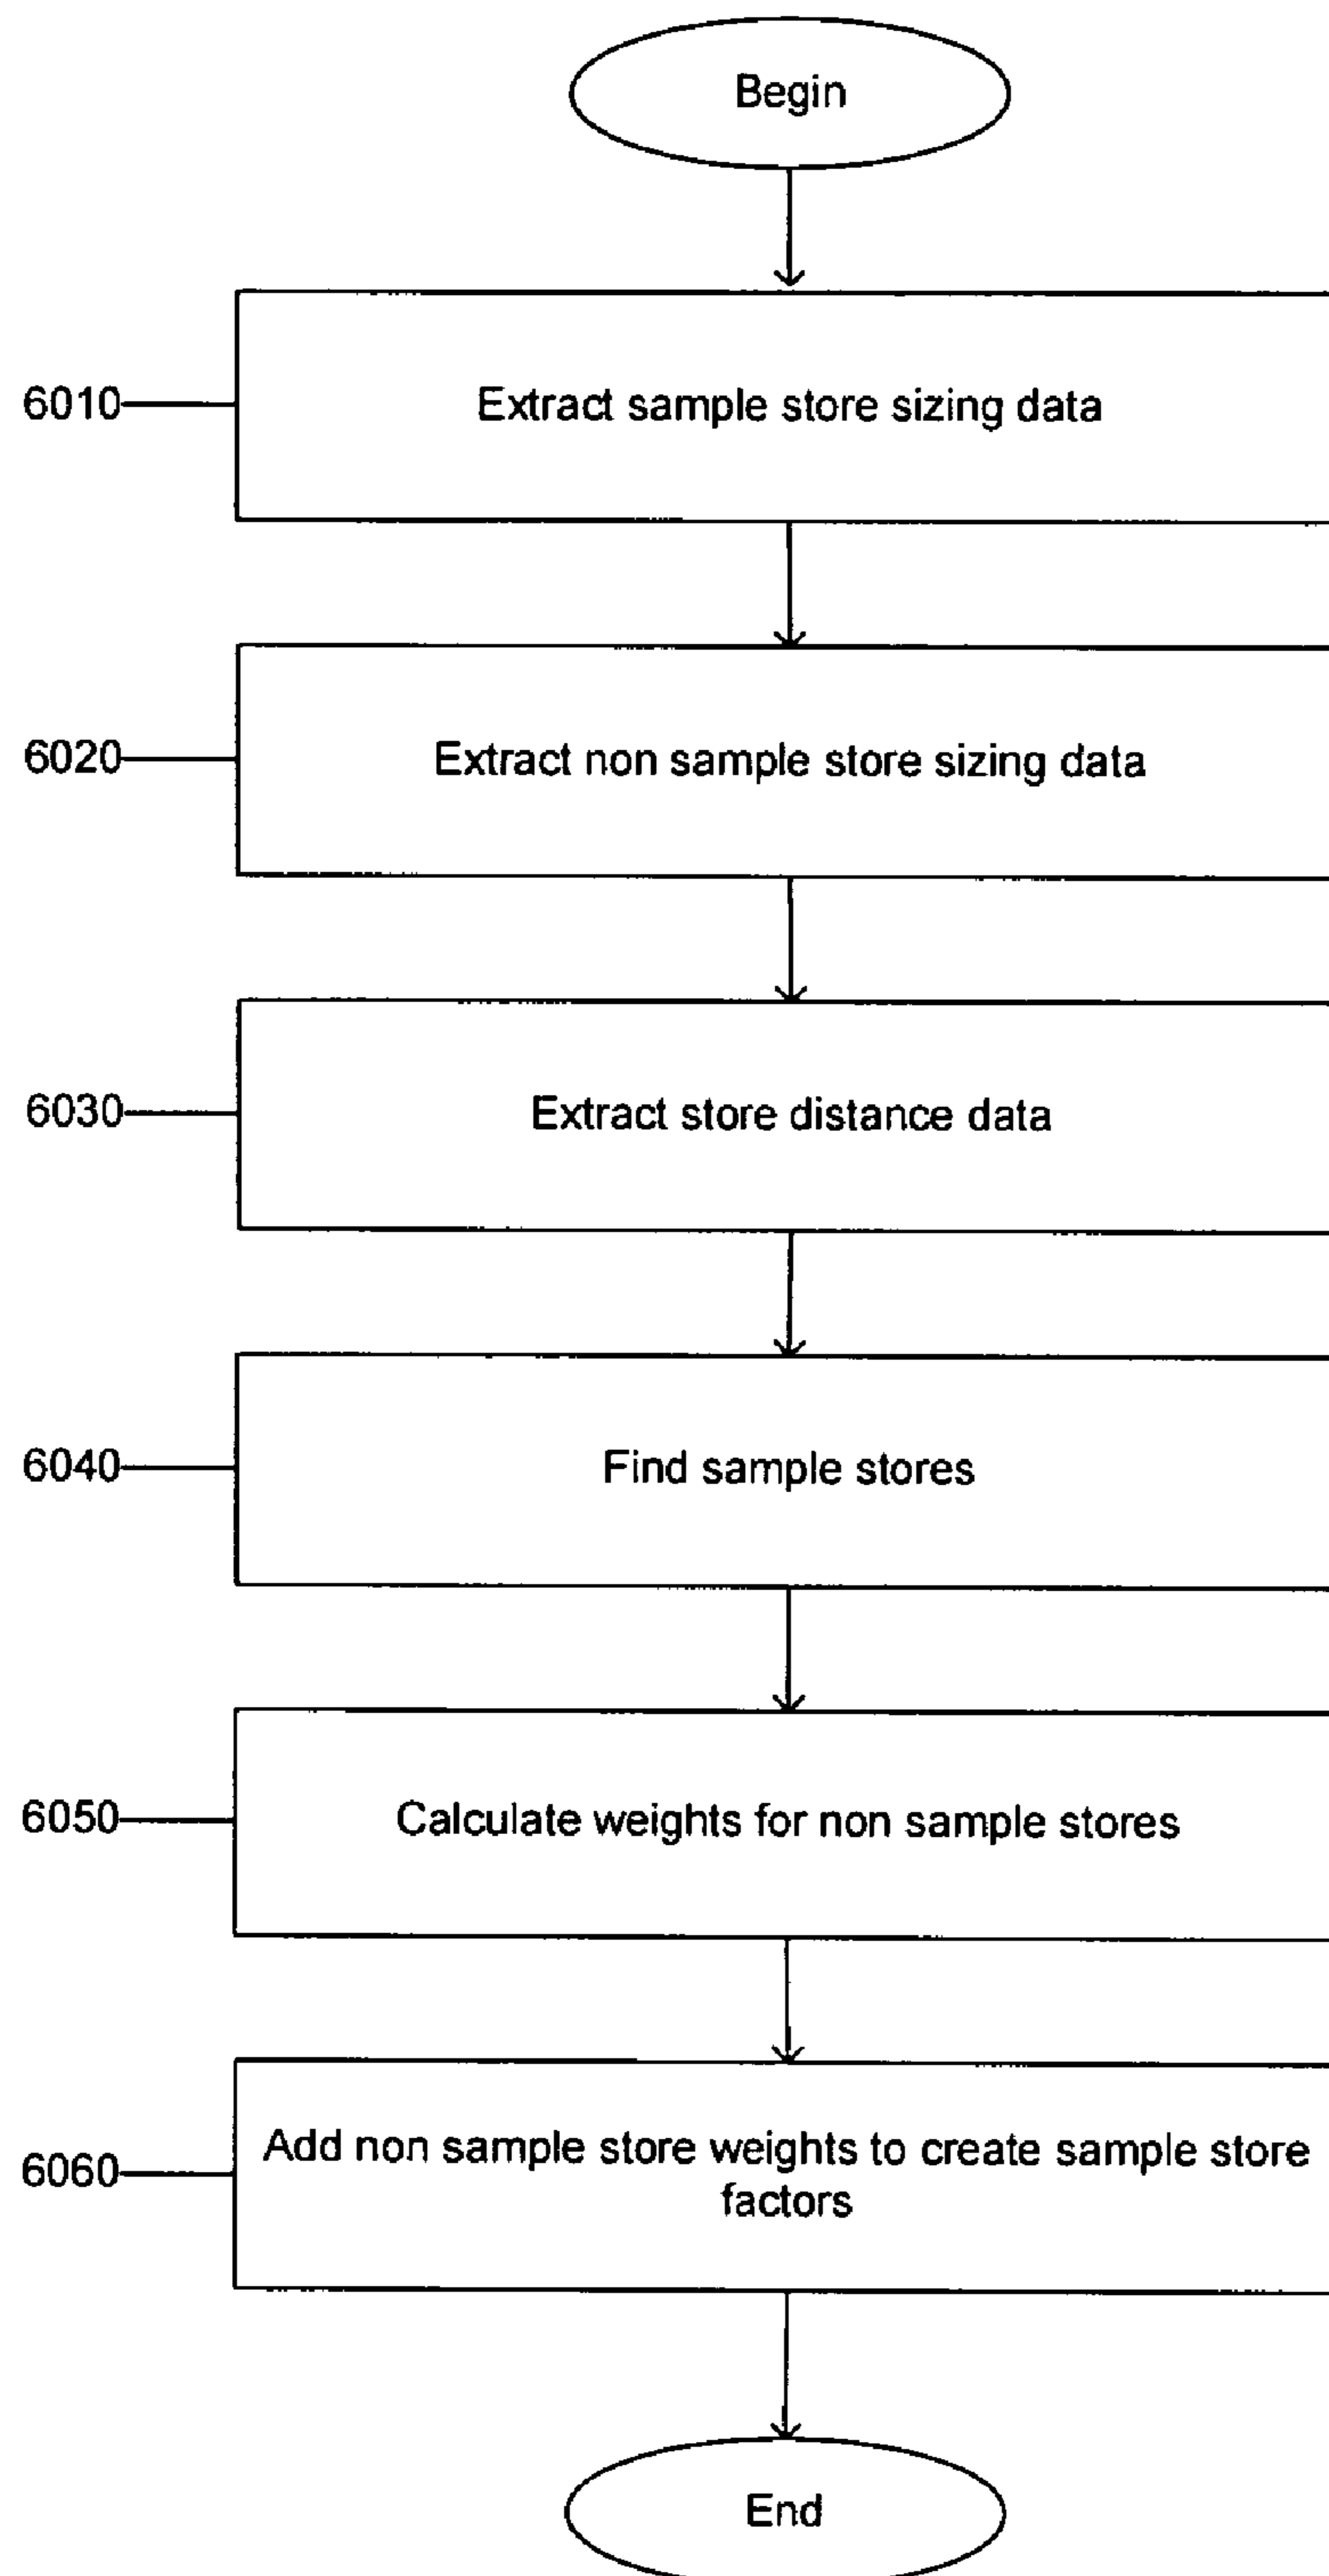 Begin
6010
Extract sample store sizing data
6020
Extract non sample store sizing data
6030
Extract store distance data
6040
Find sample stores
6050
Calculate weights for non sample stores
6060
Add non sample store weights to create sample store
factors
End